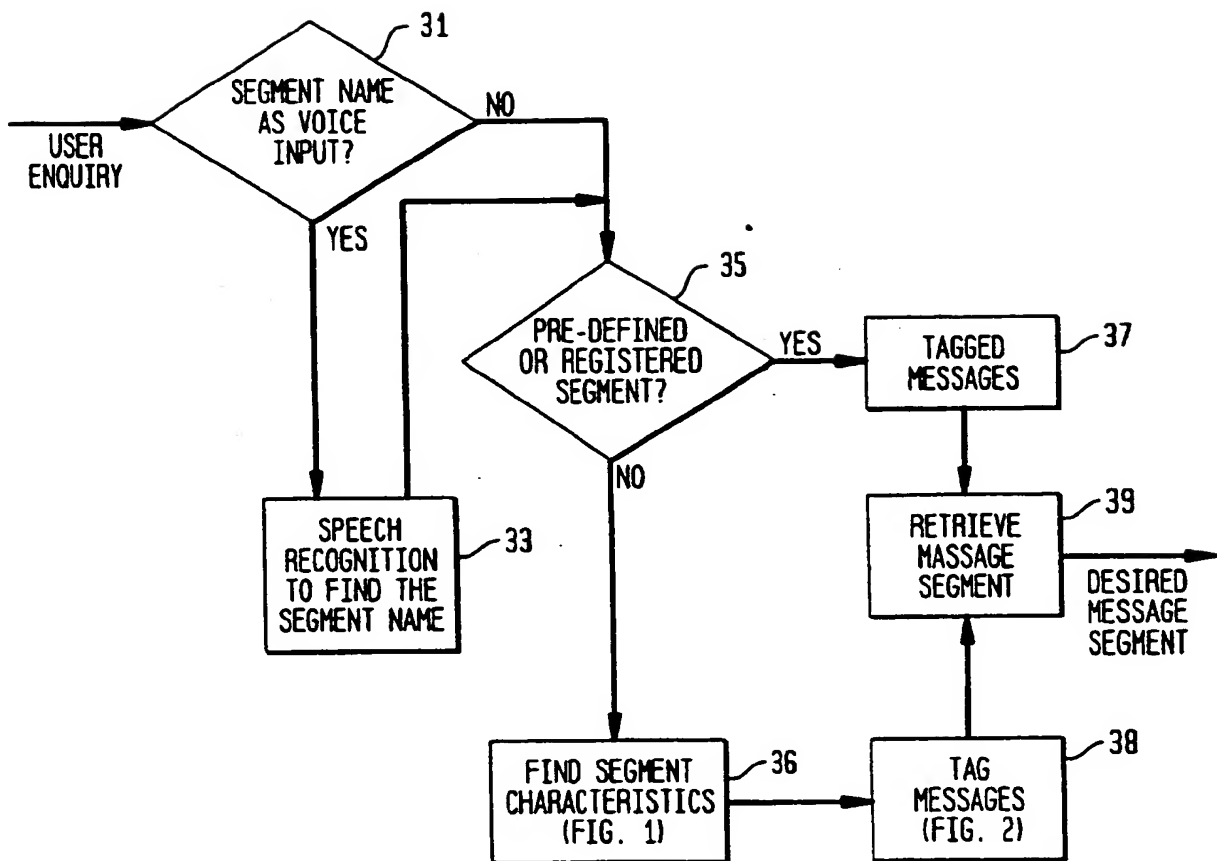 31
SEGMENT NAME
AS VOICE
INPUT?
NO
USER
ENQUIRY
YES
35
PRE-DEFINED
OR REGISTERED
SEGMENT?
YES
TAGGED
MESSAGES
37
NO
SPEECH
RECOGNITION
TO FIND THE
SEGMENT NAME
33
RETRIEVE
MASSAGE
SEGMENT
39
DESIRED
MESSAGE
SEGMENT
FIND SEGMENT
CHARACTERISTICS
(FIG. 1)
36
TAG
MESSAGES
(FIG. 2)
38